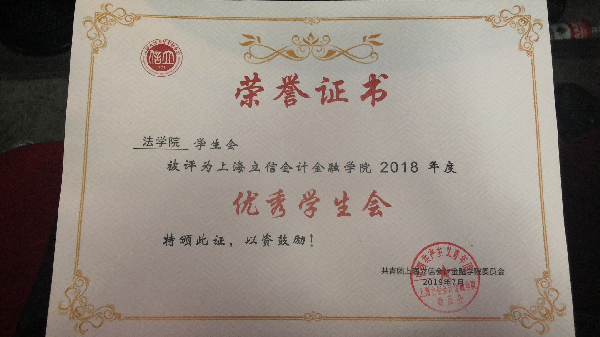 荣誉证书
法学院 学生会
被评为上海立信会计金融学院 2018 年度
优秀学生会
特颁此证，以资鼓励！
共青团上海立信会计金融学院委员会
2019年7月